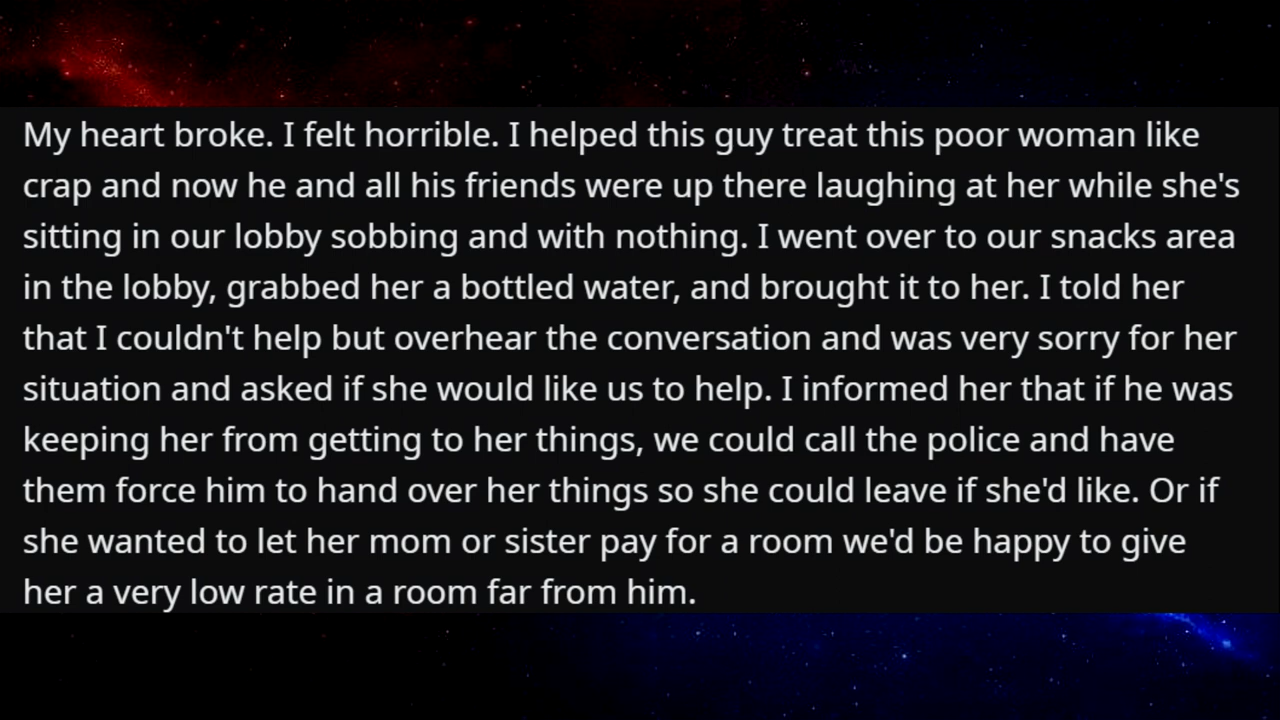 My heart broke. I felt horrible. I helped this guy treat this poor woman like
crap and now he and all his friends were up there laughing at her while she's
sitting in our lobby sobbing and with nothing. I went over to our snacks area
in the lobby, grabbed her a bottled water, and brought it to her. I told her
that I couldn't help but overhear the conversation and was very sorry for her
situation and asked if she would like us to help. I informed her that if he was
keeping her from getting to her things, we could call the police and have
them force him to hand over her things so she could leave if she'd like. Or if
she wanted to let her mom or sister pay for a room we'd be happy to give
her a very low rate in a room far from him.